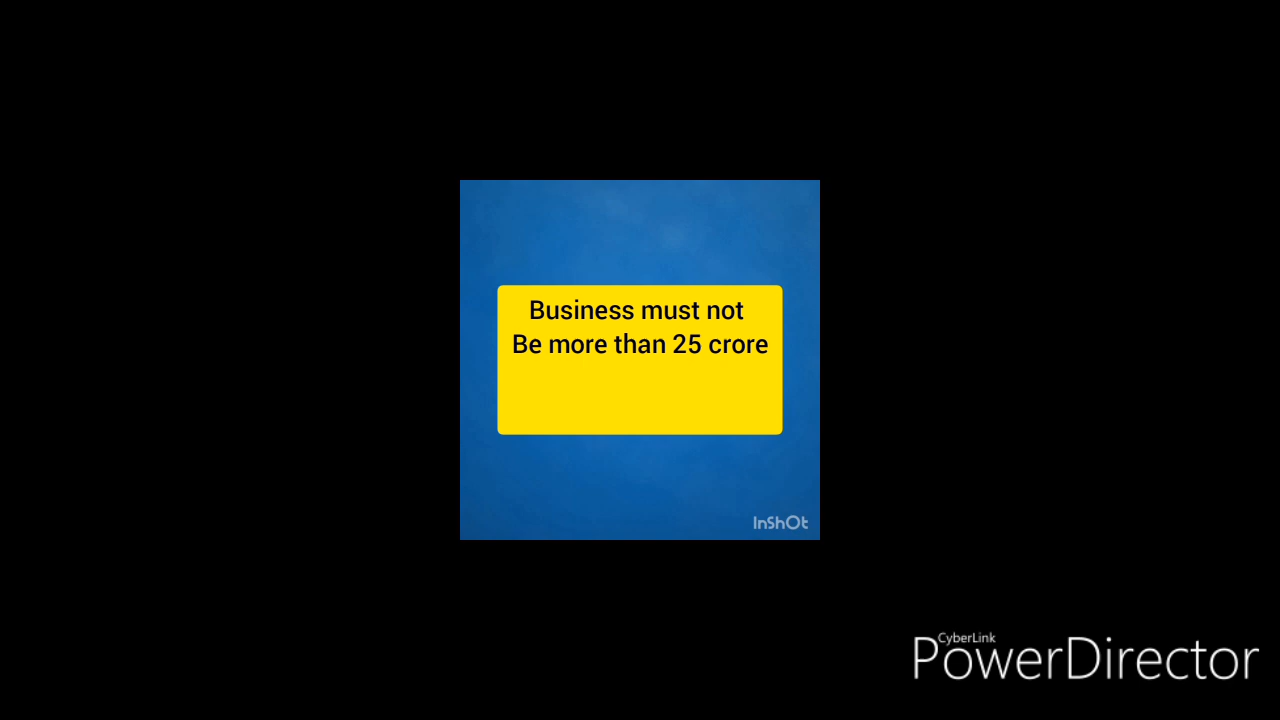 Business must not
Be more than 25 crore
InShOt
CyberLink
PowerDirector